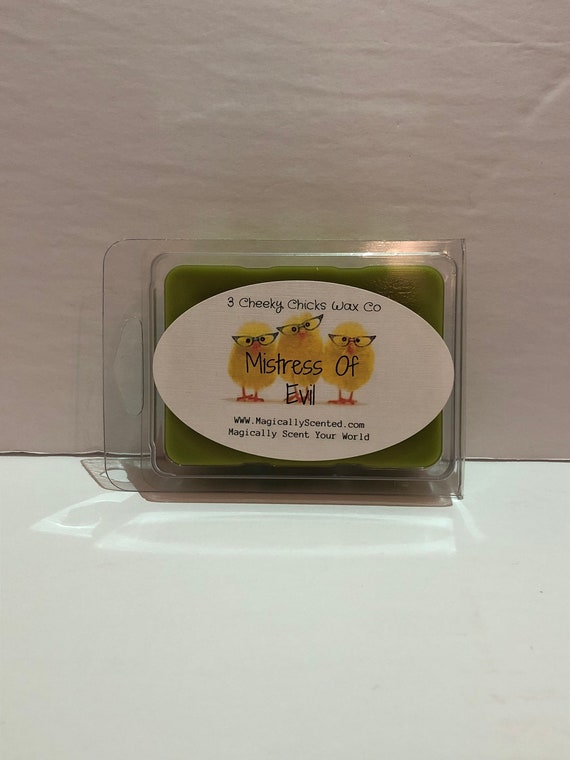 3 Cheeky Chicks Wax Co
Mistress Of
Evil
WWW.MagicallyScented.com
Magically Scent Your World